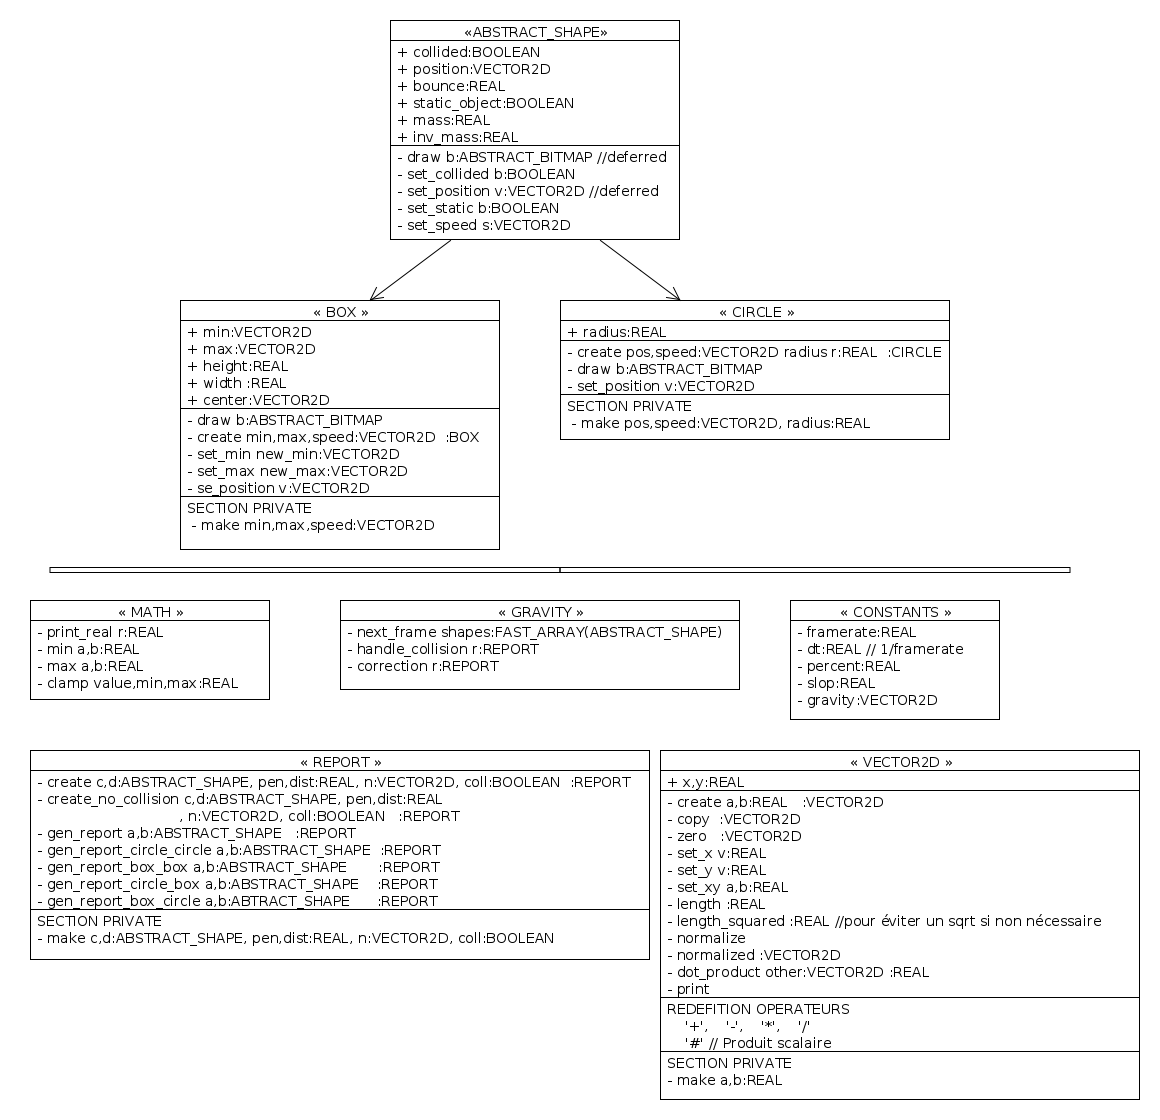 «ABSTRACT_SHAPE»
+ collided:BOOLEAN
+ position:VECTOR2D
+ bounce:REAL
+ static_object:BOOLEAN
+ mass:REAL
+ inv_mass:REAL
- draw b:ABSTRACT_BITMAP //deferred
- set_collided b:BOOLEAN
- set_position v:VECTOR2D //deferred
- set_static b:BOOLEAN
- set_speed s:VECTOR2D
« BOX »
+ min:VECTOR2D
+ max:VECTOR2D
+ height:REAL
+ width :REAL
+ center:VECTOR2D
- draw b:ABSTRACT_BITMAP
- create min,max,speed:VECTOR2D :BOX
- set_min new_min:VECTOR2D
- set_max new_max:VECTOR2D
- se_position v:VECTOR2D
SECTION PRIVATE
- make min,max,speed:VECTOR2D
« CIRCLE »
+ radius:REAL
- create pos,speed:VECTOR2D radius r:REAL :CIRCLE
- draw b:ABSTRACT_BITMAP
- set_position v:VECTOR2D
SECTION PRIVATE
- make pos,speed:VECTOR2D, radius:REAL
« MATH »
- print_real r:REAL
- min a,b:REAL
- max a,b:REAL
- clamp value,min,max:REAL
« GRAVITY »
- next_frame shapes:FAST_ARRAY(ABSTRACT_SHAPE)
- handle_collision r:REPORT
- correction r:REPORT
« CONSTANTS »
- framerate:REAL
- dt:REAL // 1/framerate
- percent:REAL
- slop:REAL
- gravity:VECTOR2D
« REPORT »
- create c,d:ABSTRACT_SHAPE, pen,dist:REAL, n:VECTOR2D, coll:BOOLEAN :REPORT
- create_no_collision c,d:ABSTRACT_SHAPE, pen,dist:REAL
, n:VECTOR2D, coll:BOOLEAN :REPORT
- gen_report a,b:ABSTRACT_SHAPE :REPORT
- gen_report_circle_circle a,b:ABSTRACT_SHAPE :REPORT
- gen_report_box_box a,b:ABSTRACT_SHAPE :REPORT
- gen_report_circle_box a,b:ABSTRACT_SHAPE :REPORT
- gen_report_box_circle a,b:ABTRACT_SHAPE :REPORT
SECTION PRIVATE
- make c,d:ABSTRACT_SHAPE, pen,dist:REAL, n:VECTOR2D, coll:BOOLEAN
« VECTOR2D »
+ x,y:REAL
- create a,b:REAL :VECTOR2D
- copy :VECTOR2D
- zero :VECTOR2D
- set_x v:REAL
- set_y v:REAL
- set_xy a,b:REAL
- length :REAL
- length_squared :REAL //pour éviter un sqrt si non nécessaire
- normalize
- normalized :VECTOR2D
- dot_product other:VECTOR2D :REAL
- print
REDEFITION OPERATEURS
'+', '-', '*', '/'
'#' // Produit scalaire
SECTION PRIVATE
- make a,b:REAL